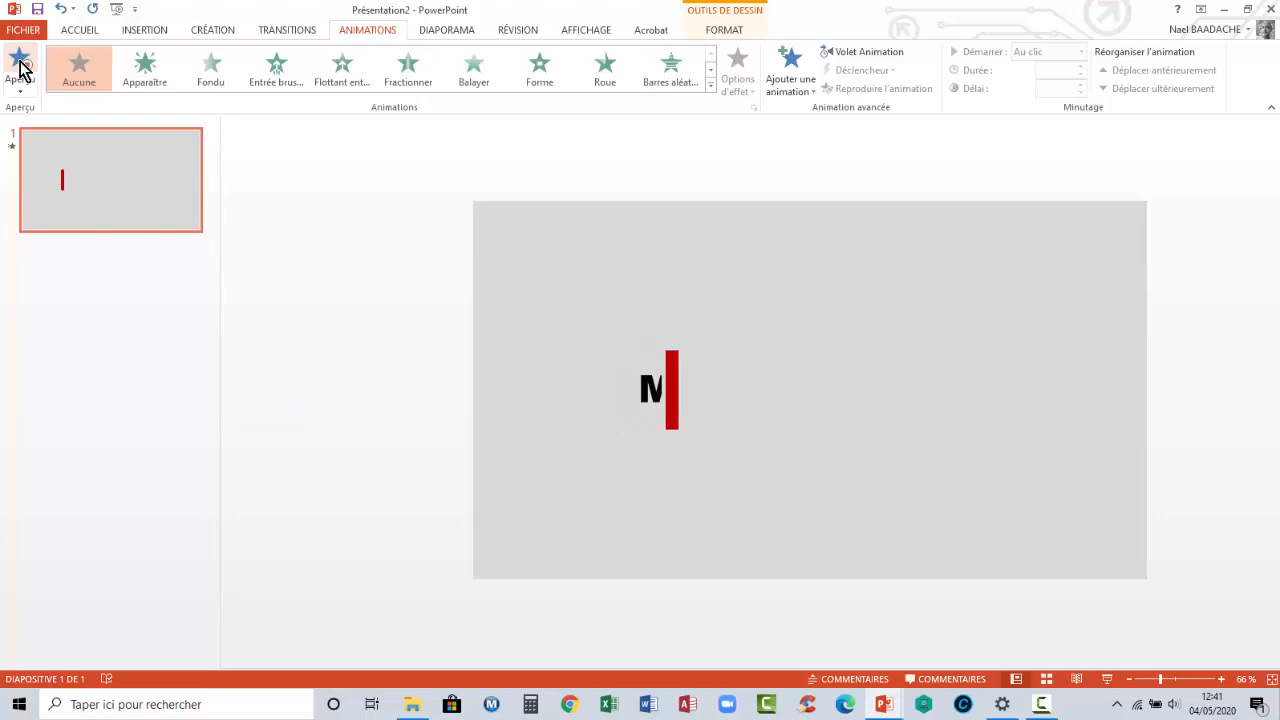 Présentation2 - PowerPoint
OUTILS DE DESSIN
?
FICHIER
ACCUEIL
INSERTION
CRÉATION
TRANSITIONS
ANIMATIONS
DIAPORAMA
RÉVISION
AFFICHAGE
Acrobat
FORMAT
Nael BAADACHE
Aucune
Apparaître
Fondu
Entrée brus...
Flottant ent...
Fractionner
Balayer
Forme
Roue
Barres aléat...
Options
d'effet
Ajouter une
animation
Volet Animation
Déclencheur
Reproduire l'animation
Démarrer : Au clic
Durée :
Délai :
Réorganiser l'animation
Déplacer antérieurement
Déplacer ultérieurement
Aperçu
Animations
Animation avancée
Minutage
1
M
DIAPOSITIVE 1 DE 1
COMMENTAIRES
COMMENTAIRES
66 %
Taper ici pour rechercher
12:41
04/05/2020